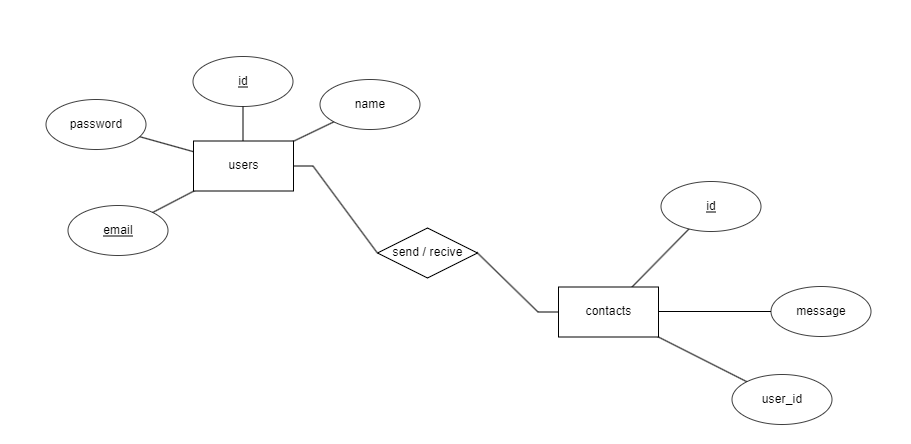 id
name
password
users
email
id
send / recive
contacts
message
user_id